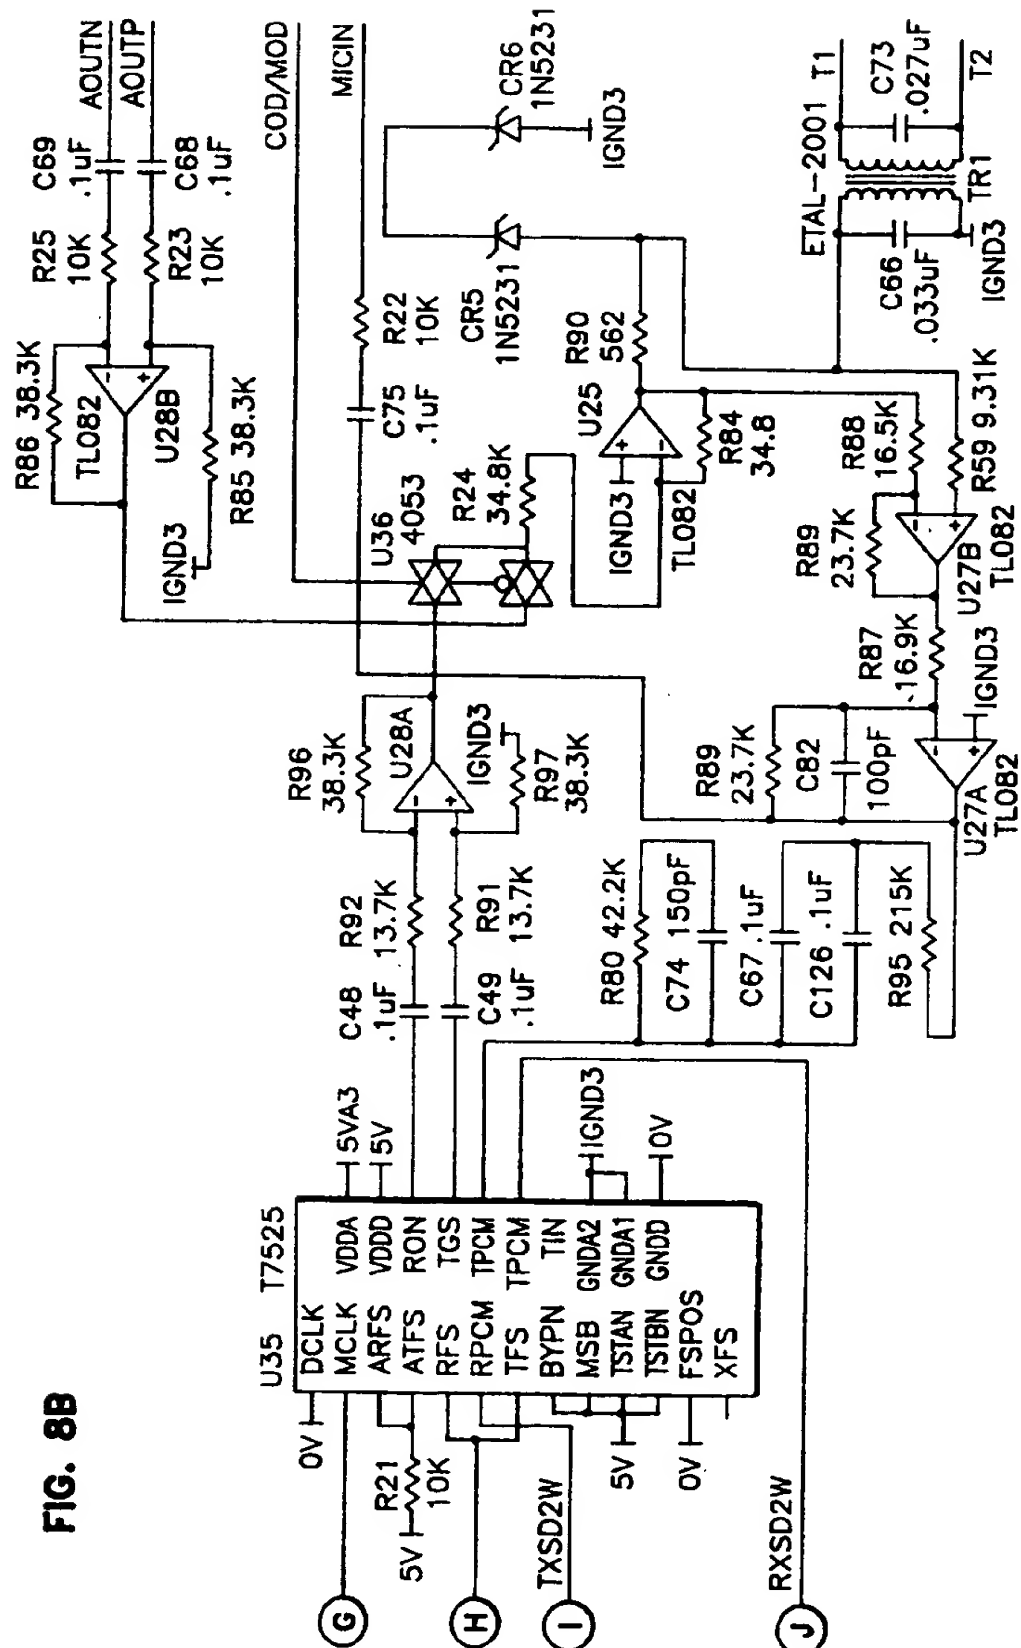 FIG. 8B
U35
T7525
0V
DCLK
MCLK
ARFS
ATFS
RFS
RPCM
TFS
BYPN
MSB
TSTAN
TSTBN
FSPOS
XFS
VDDA
VDDD
RON
TGS
TPCM
TPCM
TIN
GNDA2
GNDA1
GNDD
5VA3
5V
IGND3
0V
R21
10K
5V
5V
0V
G
H
I
J
TXSD2W
RXSD2W
C48
.1uF
R92
13.7K
C49
.1uF
R91
13.7K
R96
38.3K
U28A
IGND3
R97
38.3K
R80 42.2K
C74 150pF
C67 .1uF
C126 .1uF
R95 215K
R86 38.3K
TL082
U28B
R85 38.3K
IGND3
R25
10K
C69
.1uF
AOUTN
AOUTP
R23
10K
C68
.1uF
COD/MOD
MICIN
U36
4053
R24
34.8K
C75
.1uF
R22
10K
CR5
1N5231
CR6
1N5231
IGND3
U25
IGND3
TL082
R90
562
R84
34.8
R88
16.5K
R59 9.31K
R89
23.7K
U27B
TL082
R87
16.9K
IGND3
R89
23.7K
C82
100pF
U27A
TL082
ETAL-2001
T1
C73
.027uF
T2
TR1
C66
.033uF
IGND3